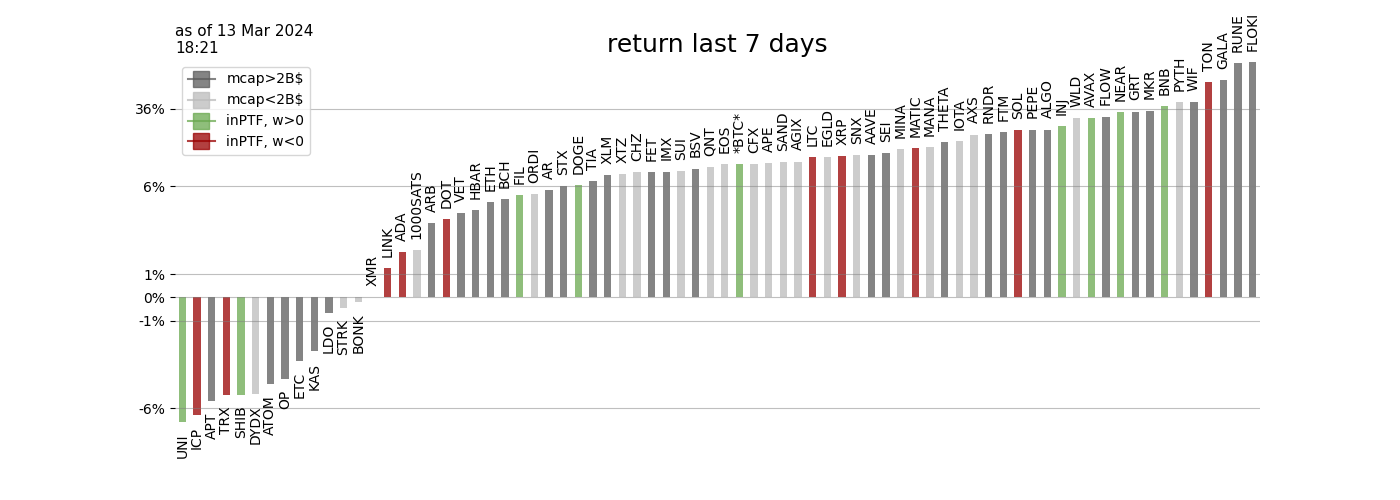 as of 13 Mar 2024
18:21
return last 7 days
mcap>2B$
mcap<2B$
inPTF, w>0
inPTF, w<0
36%
6%
1%
0%
-1%
-6%
UNI
ICP
APT
TRX
SHIB
DYDX
ATOM
OP
ETC
KAS
LDO
STRK
BONK
XMR
LINK
ADA
1000SATS
ARB
DOT
VET
HBAR
ETH
BCH
FIL
ORDI
AR
STX
DOGE
TIA
XLM
XTZ
CHZ
FET
IMX
SUI
BSV
QNT
EOS
*BTC*
CFX
APE
SAND
AGIX
LTC
EGLD
XRP
SNX
AAVE
SEI
MINA
MATIC
MANA
THETA
IOTA
AXS
RNDR
FTM
SOL
PEPE
ALGO
INJ
WLD
AVAX
FLOW
NEAR
GRT
MKR
BNB
PYTH
WIF
TON
GALA
RUNE
FLOKI